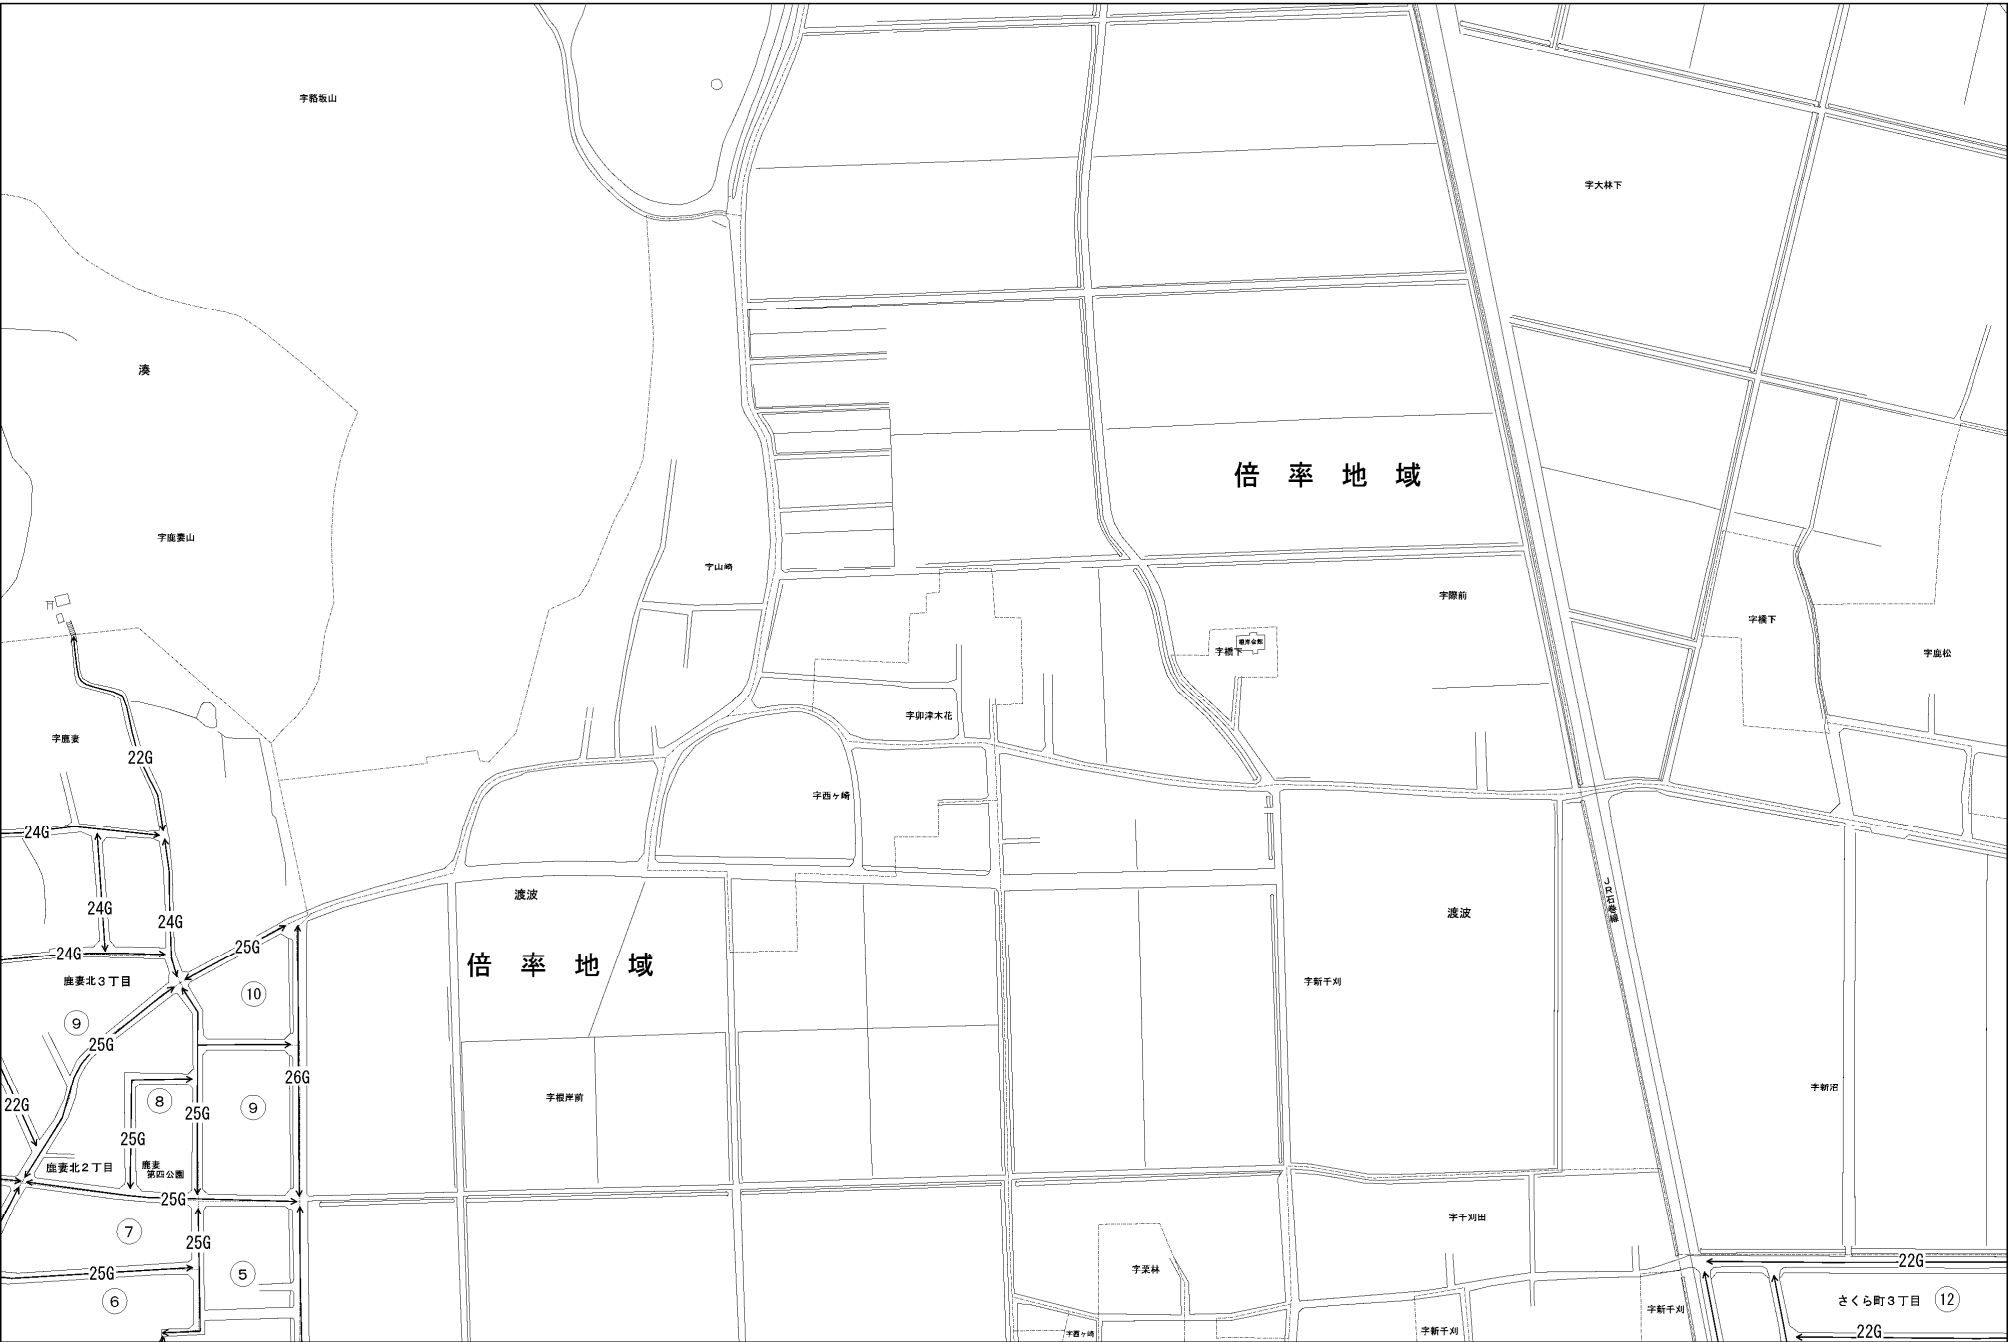 字大林下
湊
倍率地域
字鹿妻山
字山崎
字際前
字橋下
字橋下
字鹿松
字卯津木花
字鹿妻
22G
字西ヶ崎
24G
24G
24G
渡波
JR石巻線
渡波
25G
24G
倍率地域
鹿妻北3丁目
字新千刈
⑩
⑨
25G
26G
字新沼
字根岸前
22G
⑧
⑨
25G
25G
鹿妻北2丁目
鹿妻
第四公園
25G
字千刈田
⑦
25G
22G
字栗林
25G
⑤
⑥
さくら町3丁目
⑫
字新千刈
字西ヶ崎
字新千刈
22G